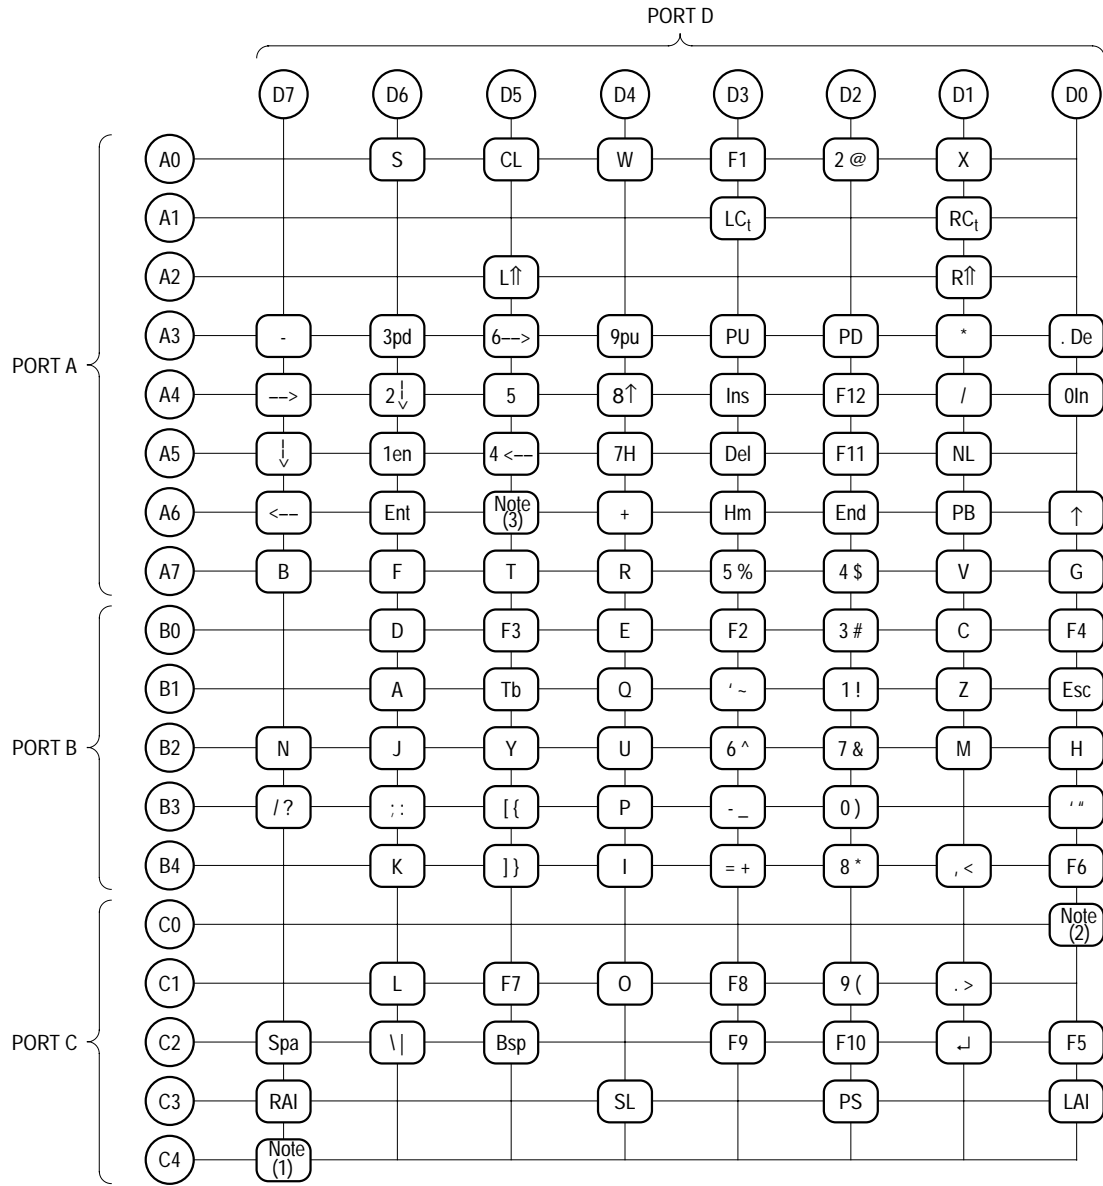 PORT D
D7 D6 D5 D4 D3 D2 D1 D0
A0 S CL W F1 2 @ X
A1 LCt RCt
A2 L⇑ R⇑
A3 - 3pd 6--> 9pu PU PD * . De
PORT A
A4 --> 2↓ 5 8↑ Ins F12 / 0In
A5 ↓ 1en 4 <-- 7H Del F11 NL
A6 <-- Ent Note (3) + Hm End PB ↑
A7 B F T R 5 % 4 $ V G
B0 D F3 E F2 3 # C F4
B1 A Tb Q ‘ ~ 1 ! Z Esc
PORT B
B2 N J Y U 6 ^ 7 & M H
B3 / ? ; : [ { P - _ 0 ) ‘ “
B4 K ] } I = + 8 * , < F6
C0 Note (2)
C1 L F7 O F8 9 ( . >
PORT C
C2 Spa \ | Bsp F9 F10 ↵ F5
C3 RAI SL PS LAI
C4 Note (1)